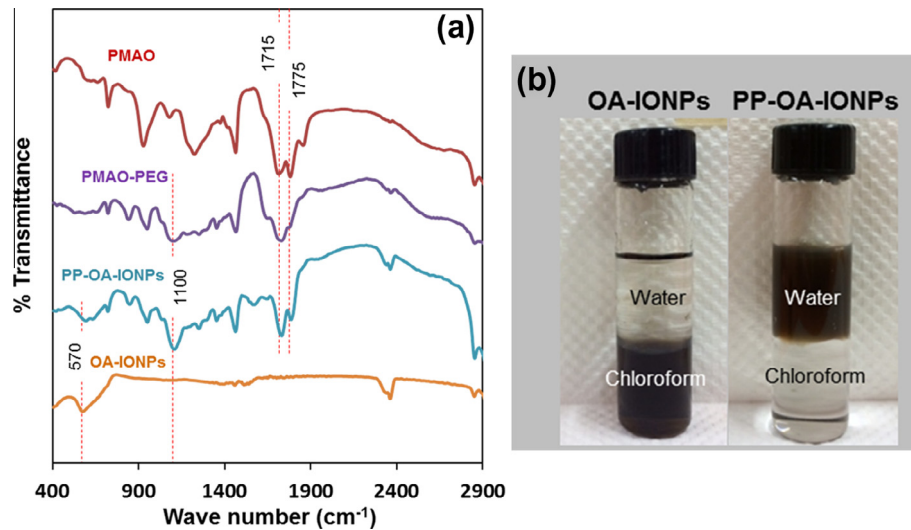 (a)
PMAO
1715
1775
PMAO-PEG
PP-OA-IONPs
1100
OA-IONPs
570
% Transmittance
400 900 1400 1900 2400 2900
Wave number (cm⁻¹)
(b)
OA-IONPs PP-OA-IONPs
Water Water
Chloroform Chloroform